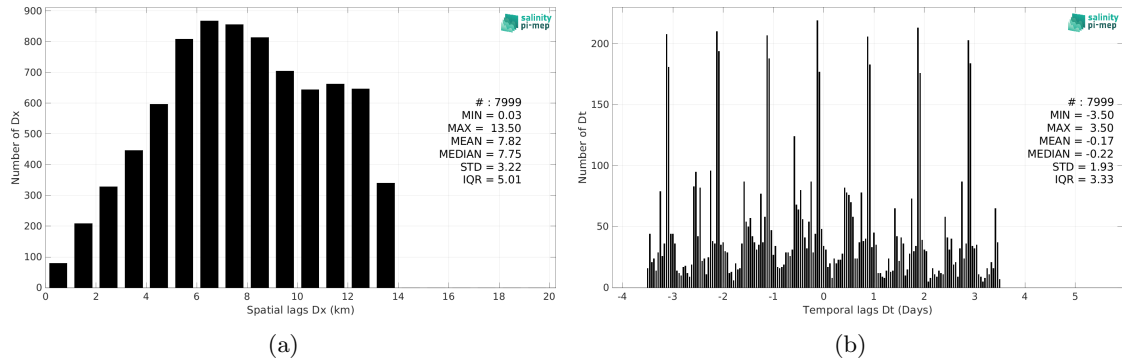 900
800
700
600
500
400
300
200
100
0
Number of Dx
0 2 4 6 8 10 12 14 16 18 20
Spatial lags Dx (km)
salinity
pi-mep
# : 7999
MIN = 0.03
MAX = 13.50
MEAN = 7.82
MEDIAN = 7.75
STD = 3.22
IQR = 5.01
(a)
200
150
100
50
0
Number of Dt
-4 -3 -2 -1 0 1 2 3 4 5
Temporal lags Dt (Days)
salinity
pi-mep
# : 7999
MIN = -3.50
MAX = 3.50
MEAN = -0.17
MEDIAN = -0.22
STD = 1.93
IQR = 3.33
(b)